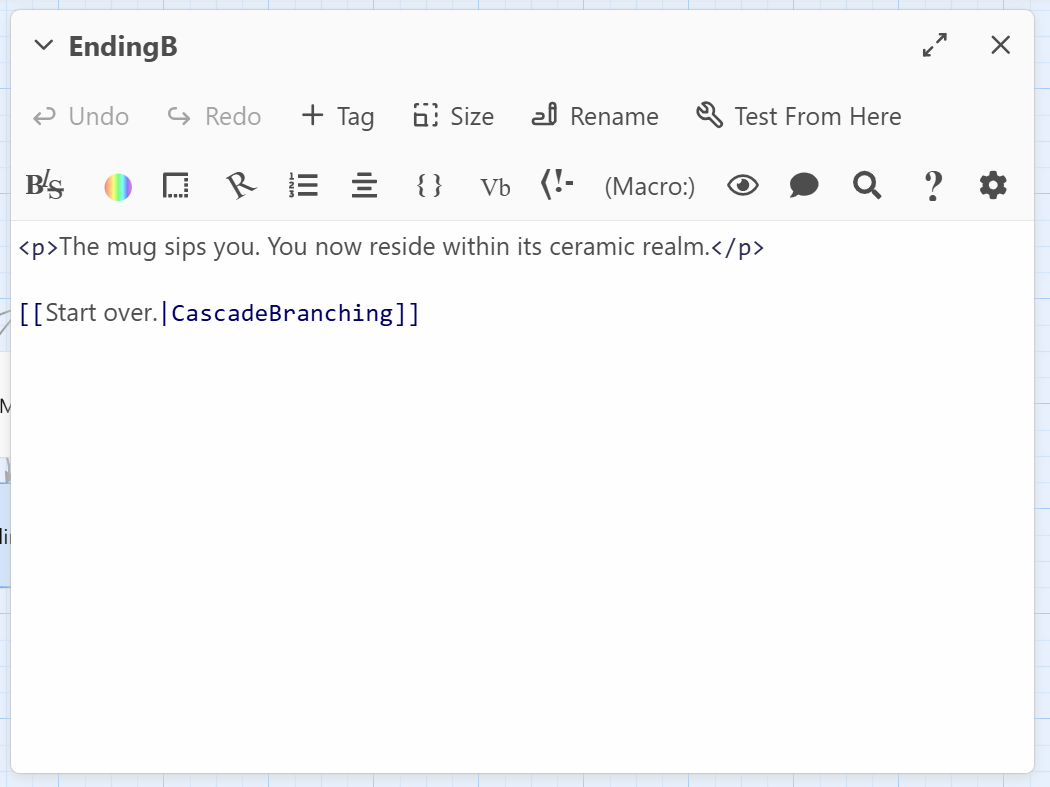 EndingB
Undo Redo + Tag Size Rename Test From Here
BIS { } Vb (!- (Macro:) ?
<p>The mug sips you. You now reside within its ceramic realm.</p>
[[Start over.|CascadeBranching]]